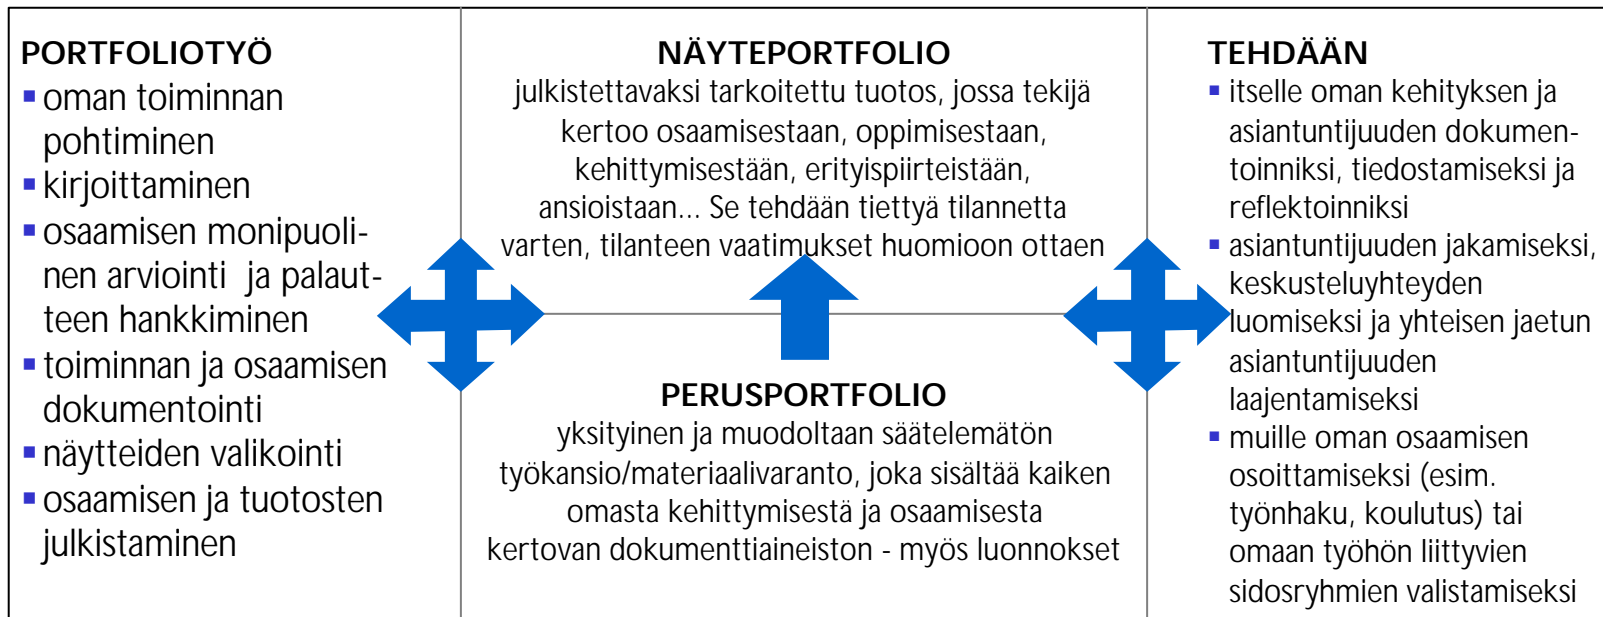 PORTFOLIOTYÖ
▪ oman toiminnan
pohtiminen
▪ kirjoittaminen
▪ osaamisen monipuoli-
nen arviointi ja palaut-
teen hankkiminen
▪ toiminnan ja osaamisen
dokumentointi
▪ näytteiden valikointi
▪ osaamisen ja tuotosten
julkistaminen
NÄYTEPORTFOLIO
julkistettavaksi tarkoitettu tuotos, jossa tekijä
kertoo osaamisestaan, oppimisestaan,
kehittymisestään, erityispiirteistään,
ansioistaan... Se tehdään tiettyä tilannetta
varten, tilanteen vaatimukset huomioon ottaen
PERUSPORTFOLIO
yksityinen ja muodoltaan säätelemätön
työkansio/materiaalivaranto, joka sisältää kaiken
omasta kehittymisestä ja osaamisesta
kertovan dokumenttiaineiston - myös luonnokset
TEHDÄÄN
▪ itselle oman kehityksen ja
asiantuntijuuden dokumen-
toinniksi, tiedostamiseksi ja
reflektoinniksi
▪ asiantuntijuuden jakamiseksi,
keskusteluyhteyden
luomiseksi ja yhteisen jaetun
asiantuntijuuden
laajentamiseksi
▪ muille oman osaamisen
osoittamiseksi (esim.
työnhaku, koulutus) tai
omaan työhön liittyvien
sidosryhmien valistamiseksi